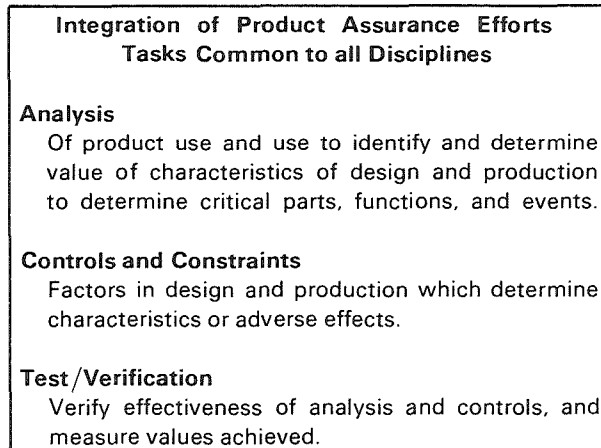 Integration of Product Assurance Efforts
Tasks Common to all Disciplines
Analysis
Of product use and use to identify and determine
value of characteristics of design and production
to determine critical parts, functions, and events.
Controls and Constraints
Factors in design and production which determine
characteristics or adverse effects.
Test/Verification
Verify effectiveness of analysis and controls, and
measure values achieved.